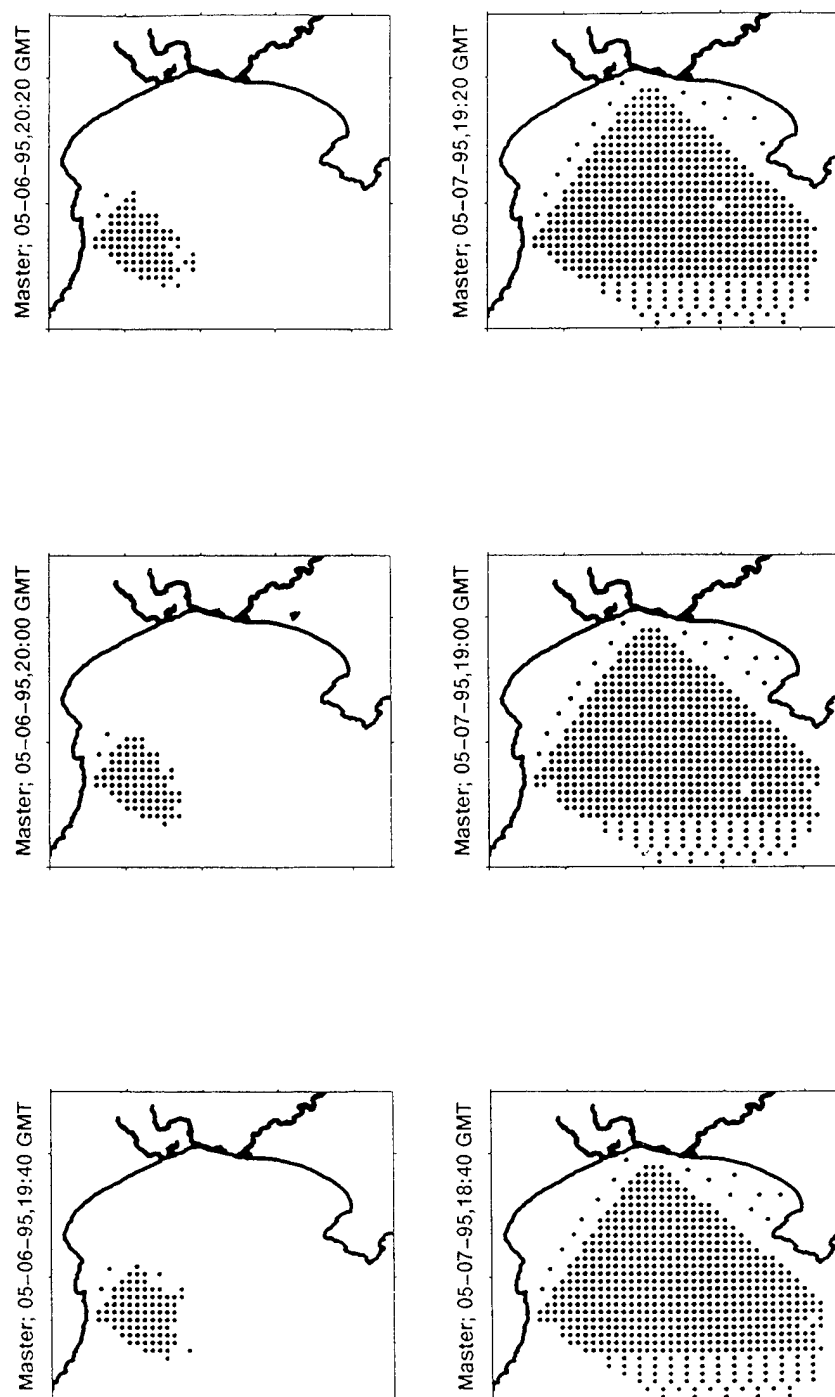 Master; 05-06-95,19:40 GMT
Master; 05-06-95,20:00 GMT
Master; 05-06-95,20:20 GMT
Master; 05-07-95,18:40 GMT
Master; 05-07-95,19:00 GMT
Master; 05-07-95,19:20 GMT